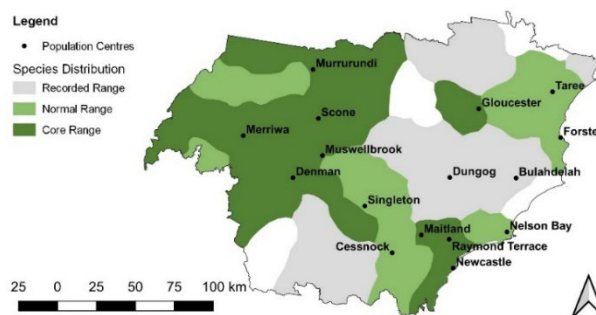 Legend
Population Centres
Species Distribution
Recorded Range
Normal Range
Core Range
Murrurundi
Taree
Gloucester
Scone
Merriwa
Forster
Muswellbrook
Denman
Dungog
Bulahdelah
Singleton
Nelson Bay
Maitland
Raymond Terrace
Cessnock
Newcastle
25 0 25 50 75 100 km